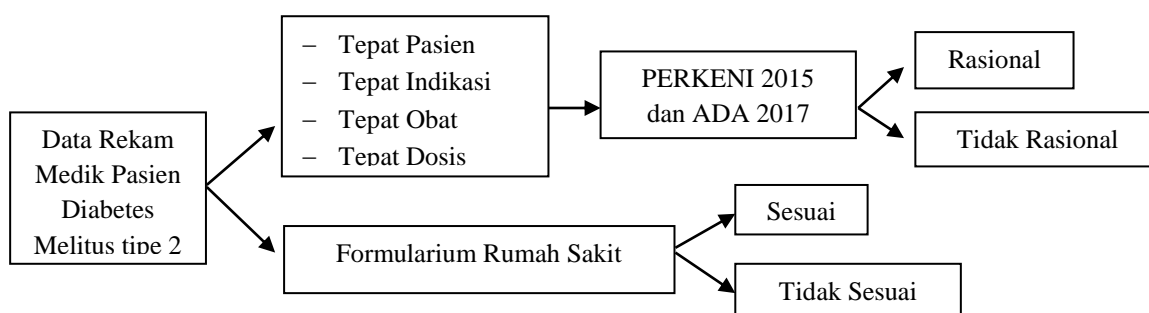 Data Rekam
Medik Pasien
Diabetes
Melitus tipe 2
– Tepat Pasien
– Tepat Indikasi
– Tepat Obat
– Tepat Dosis
PERKENI 2015
dan ADA 2017
Rasional
Tidak Rasional
Formularium Rumah Sakit
Sesuai
Tidak Sesuai